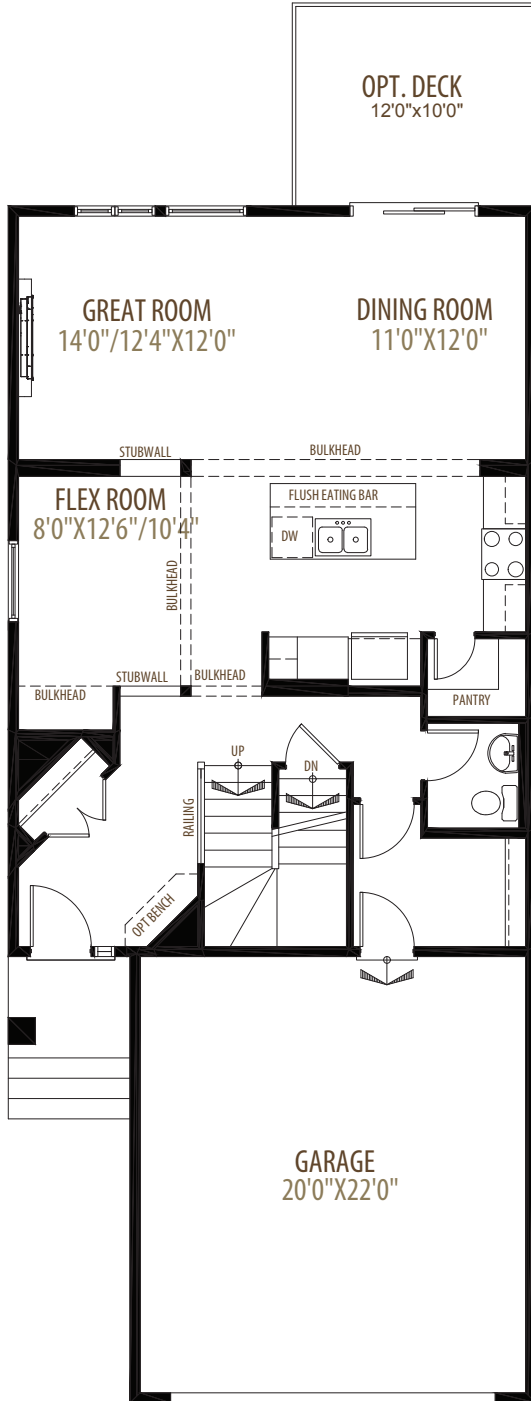 OPT. DECK
12'0"x10'0"
GREAT ROOM
14'0"/12'4"X12'0"
DINING ROOM
11'0"X12'0"
STUBWALL
BULKHEAD
FLEX ROOM
8'0"X12'6"/10'4"
FLUSH EATING BAR
DW
BULKHEAD
STUBWALL
BULKHEAD
BULKHEAD
PANTRY
UP
DN
RAILING
OPT BENCH
GARAGE
20'0"X22'0"